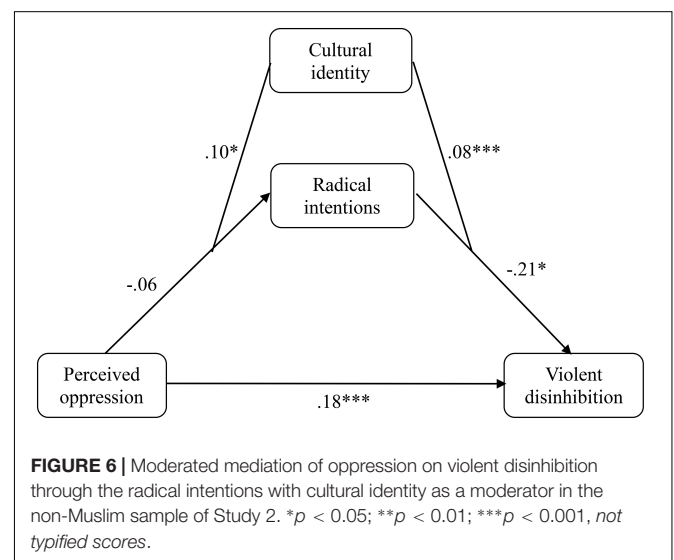 Cultural
identity
.10*
.08***
Radical
intentions
-.06
-.21*
Perceived
oppression
Violent
disinhibition
.18***
FIGURE 6 | Moderated mediation of oppression on violent disinhibition
through the radical intentions with cultural identity as a moderator in the
non-Muslim sample of Study 2. *p < 0.05; **p < 0.01; ***p < 0.001, not
typified scores.